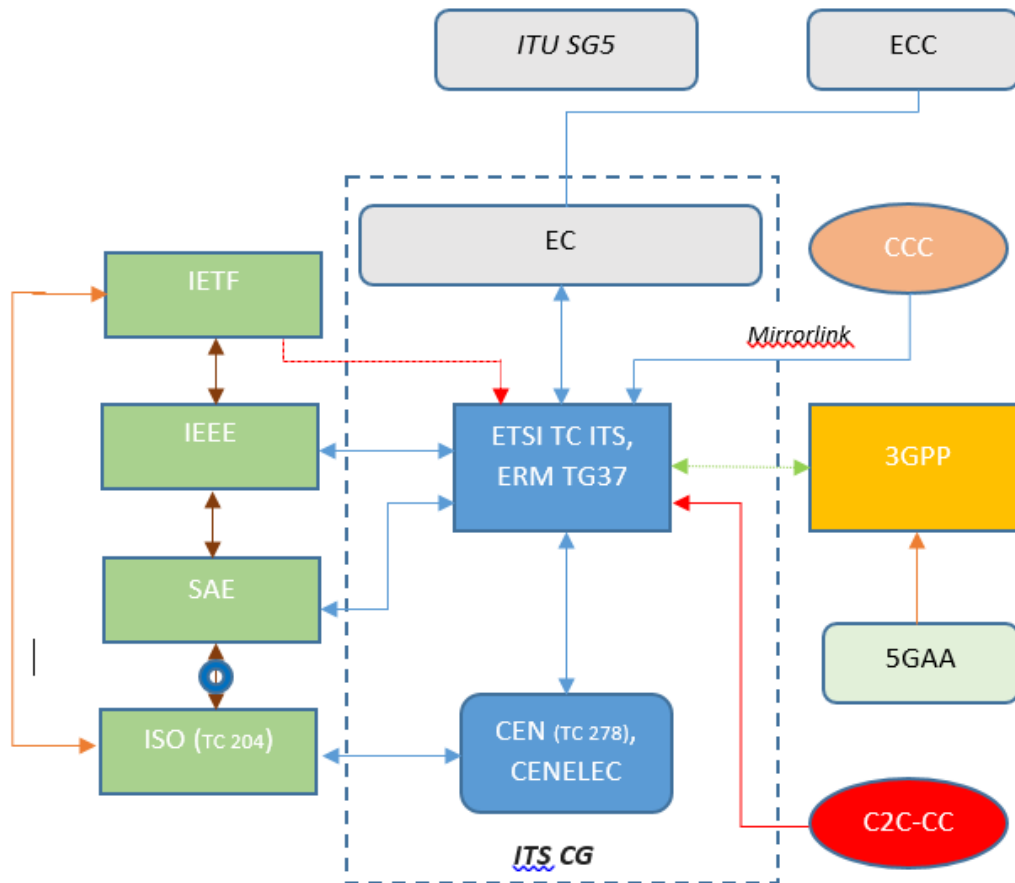 ITU SG5
ECC
EC
CCC
IETF
Mirrorlink
IEEE
ETSI TC ITS,
ERM TG37
3GPP
SAE
5GAA
ISO (TC 204)
CEN (TC 278),
CENELEC
C2C-CC
ITS CG